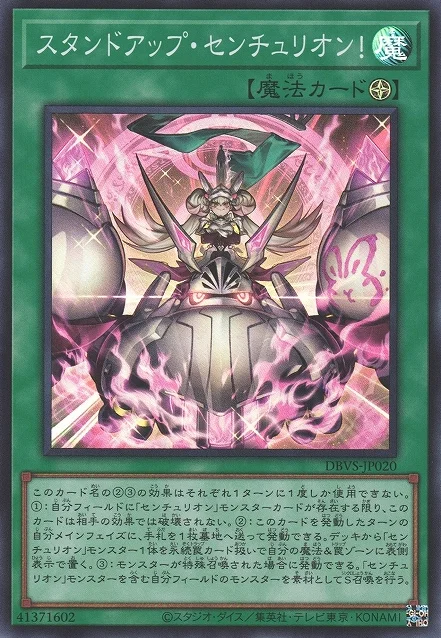 スタンドアップ・センチュリオン！
魔
【魔法カード】
DBVS-JP020
このカード名の②③の効果はそれぞれ１ターンに１度しか使用できない。
①：自分フィールドに「センチュリオン」モンスターカードが存在する限り、この
カードは相手の効果では破壊されない。②：このカードを発動したターンの
自分メインフェイズに、手札を１枚墓地へ送って発動できる。デッキから「セン
チュリオン」モンスター１体を永続罠カード扱いで自分の魔法＆罠ゾーンに表側
表示で置く。③：モンスターが特殊召喚された場合に発動できる。「センチュ
リオン」モンスターを含む自分フィールドのモンスターを素材としてＳ召喚を行う。
41371602
©スタジオ・ダイス／集英社・テレビ東京・KONAMI